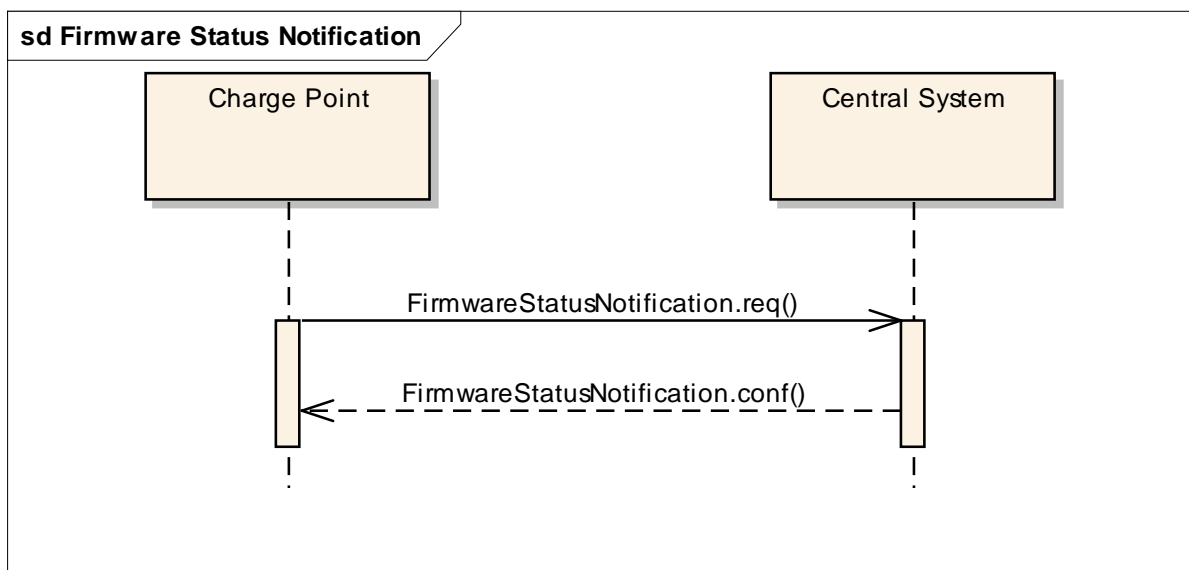 sd Firmware Status Notification
Charge Point
Central System
FirmwareStatusNotification.req()
FirmwareStatusNotification.conf()